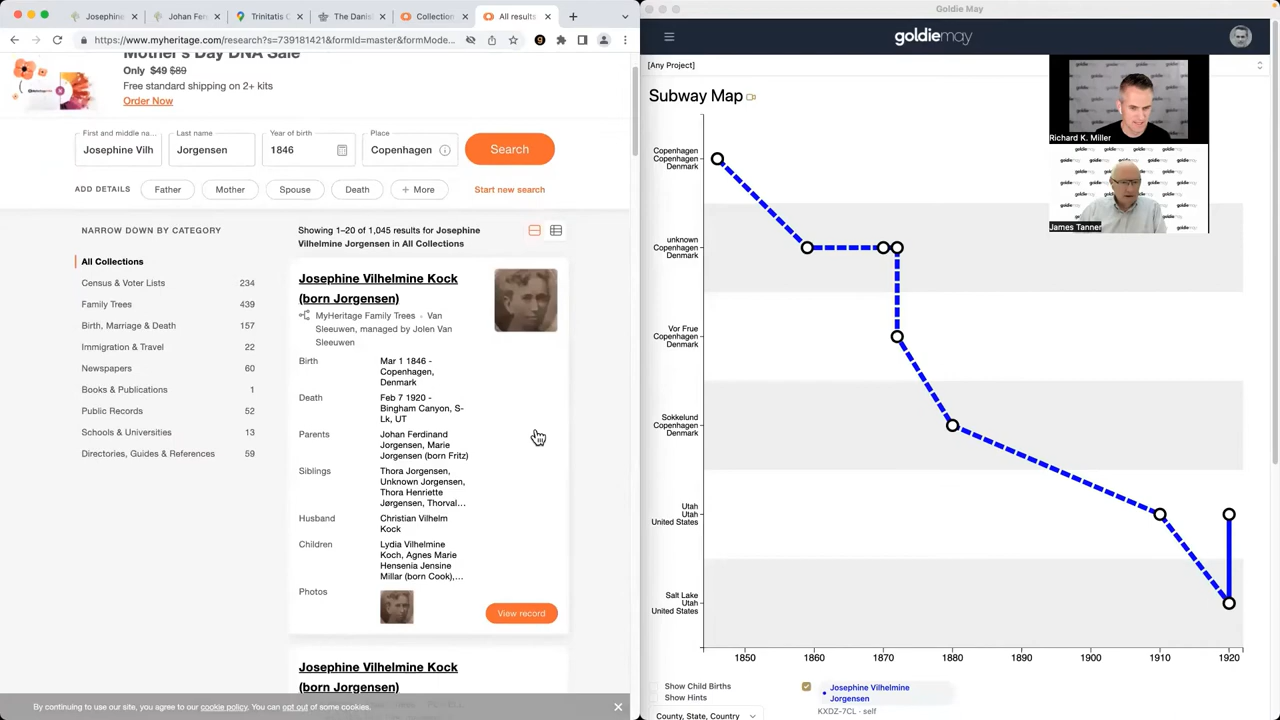 Josephine
Johan Fen
Trinitatis C
The Danis
Collection
All results
https://www.myheritage.com/research?s=739181421&formId=master&formMode...
Mother's Day DNA Sale
Only $49 $89
Free standard shipping on 2+ kits
Order Now
First and middle na...
Josephine Vilh
Last name
Jorgensen
Year of birth
1846
Place
Search
ADD DETAILS
Father
Mother
Spouse
Death
+ More
Start new search
NARROW DOWN BY CATEGORY
All Collections
Census & Voter Lists 234
Family Trees 439
Birth, Marriage & Death 157
Immigration & Travel 22
Newspapers 60
Books & Publications 1
Public Records 52
Schools & Universities 13
Directories, Guides & References 59
Showing 1–20 of 1,045 results for Josephine
Vilhelmine Jorgensen in All Collections
Josephine Vilhelmine Kock
(born Jorgensen)
MyHeritage Family Trees • Van
Sleeuwen, managed by Jolen Van
Sleeuwen
Birth
Mar 1 1846 -
Copenhagen,
Denmark
Death
Feb 7 1920 -
Bingham Canyon, S-
Lk, UT
Parents
Johan Ferdinand
Jorgensen, Marie
Jorgensen (born Fritz)
Siblings
Thora Jorgensen,
Unknown Jorgensen,
Thora Henriette
Jørgensen, Thorval...
Husband
Christian Vilhelm
Kock
Children
Lydia Vilhelmine
Koch, Agnes Marie
Hensenia Jensine
Millar (born Cook),...
Photos
View record
Josephine Vilhelmine Kock
(born Jorgensen)
By continuing to use our site, you agree to our cookie policy. You can opt out of some cookies.
Goldie May
goldiemay
[Any Project]
Subway Map
Richard K. Miller
James Tanner
Copenhagen
Copenhagen
Denmark
unknown
Copenhagen
Denmark
Vor Frue
Copenhagen
Denmark
Sokkelund
Copenhagen
Denmark
Utah
Utah
United States
Salt Lake
Utah
United States
1850
1860
1870
1880
1890
1900
1910
1920
Show Child Births
Show Hints
County, State, Country
Josephine Vilhelmine
Jorgensen
KXDZ-7CL - self